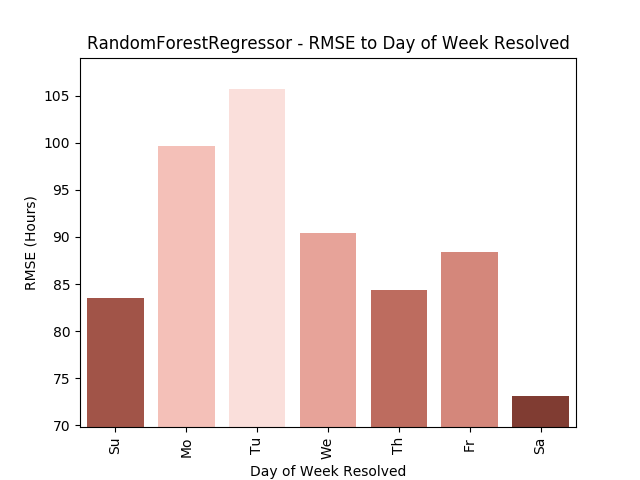 RandomForestRegressor - RMSE to Day of Week Resolved
105
100
95
90
85
80
75
70
RMSE (Hours)
Su
Mo
Tu
We
Th
Fr
Sa
Day of Week Resolved